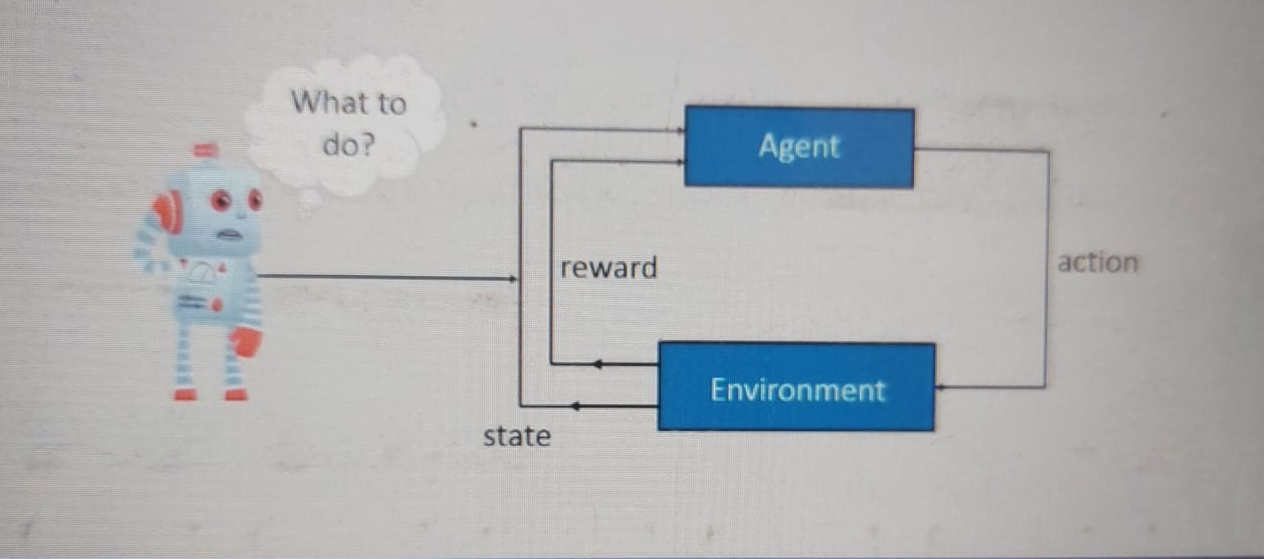 What to
do?
Agent
reward
action
Environment
state